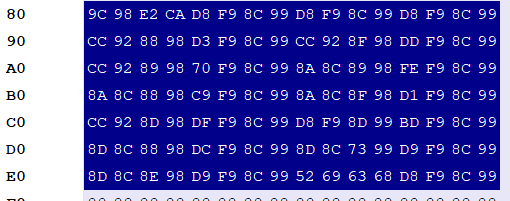 80 9C 98 E2 CA D8 F9 8C 99 D8 F9 8C 99 D8 F9 8C 99
90 CC 92 88 98 D3 F9 8C 99 CC 92 8F 98 DD F9 8C 99
A0 CC 92 89 98 70 F9 8C 99 8A 8C 89 98 FE F9 8C 99
B0 8A 8C 88 98 C9 F9 8C 99 8A 8C 8F 98 D1 F9 8C 99
C0 CC 92 8D 98 DF F9 8C 99 D8 F9 8D 99 BD F9 8C 99
D0 8D 8C 88 98 DC F9 8C 99 8D 8C 73 99 D9 F9 8C 99
E0 8D 8C 8E 98 D9 F9 8C 99 52 69 63 68 D8 F9 8C 99